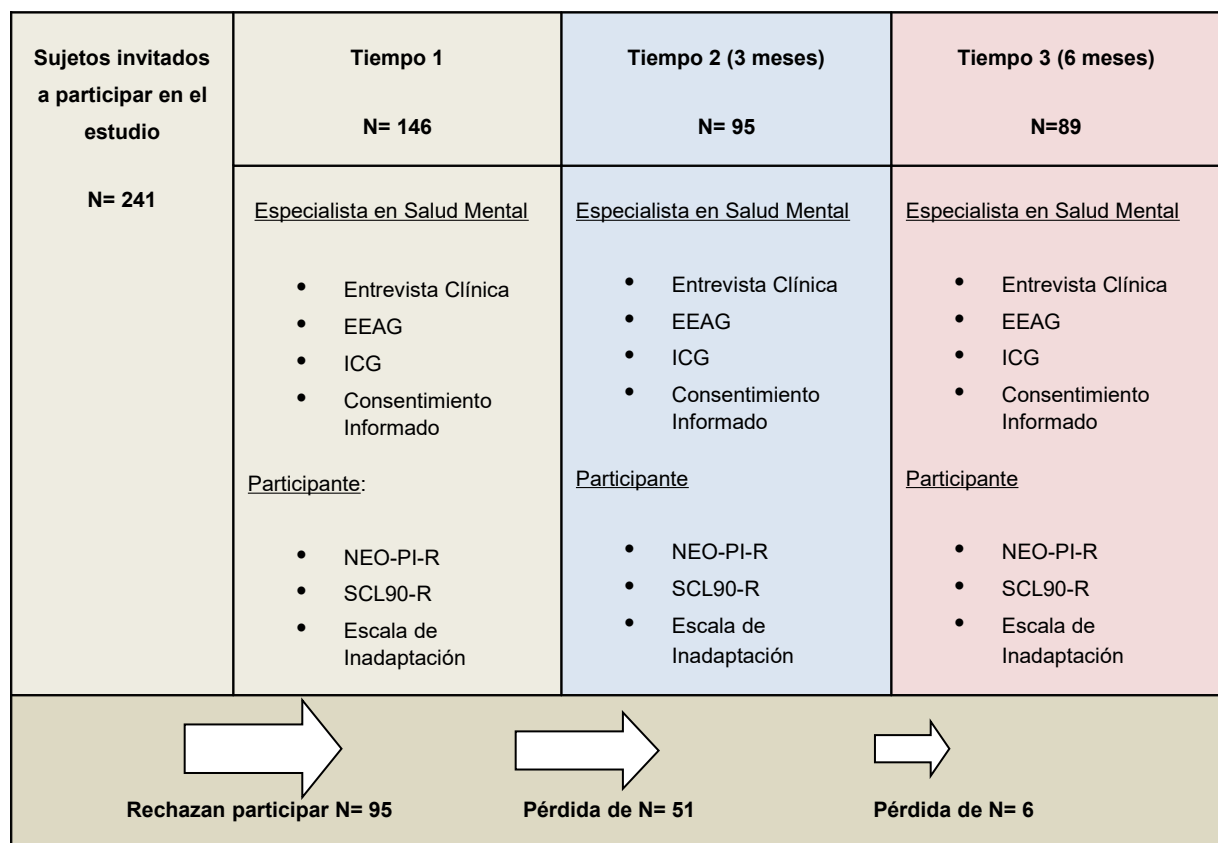 Sujetos invitados
a participar en el
estudio
N= 241
Tiempo 1
N= 146
Tiempo 2 (3 meses)
N= 95
Tiempo 3 (6 meses)
N=89
Especialista en Salud Mental
• Entrevista Clínica
• EEAG
• ICG
• Consentimiento
Informado
Participante:
• NEO-PI-R
• SCL90-R
• Escala de
Inadaptación
Especialista en Salud Mental
• Entrevista Clínica
• EEAG
• ICG
• Consentimiento
Informado
Participante
• NEO-PI-R
• SCL90-R
• Escala de
Inadaptación
Especialista en Salud Mental
• Entrevista Clínica
• EEAG
• ICG
• Consentimiento
Informado
Participante
• NEO-PI-R
• SCL90-R
• Escala de
Inadaptación
Rechazan participar N= 95
Pérdida de N= 51
Pérdida de N= 6